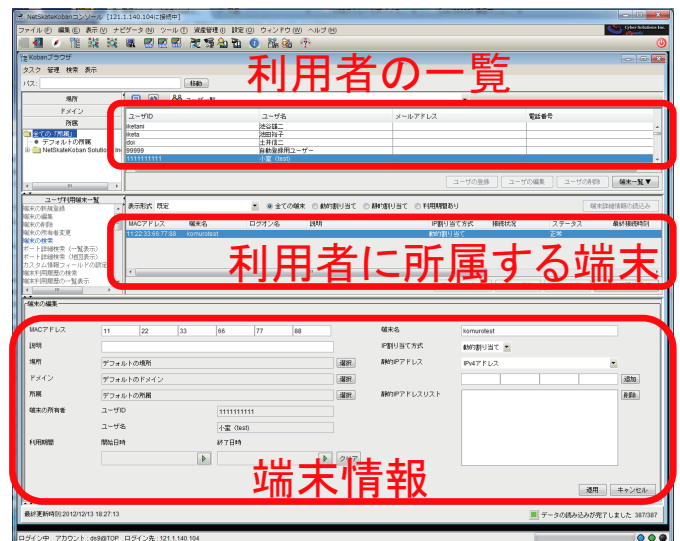 NetSkateKobanコンソール [121.1.140.104に接続中]
ファイル(F) 編集(E) 表示(V) ナビゲータ(N) ツール(T) 資産管理(I) 設定(O) ウィンドウ(W) ヘルプ(H)
Cyber Solutions Inc.
Kobanブラウザ
タスク 管理 検索 表示
パス: 移動
利用者の一覧
場所
ドメイン
所属
全ての「所属」
デフォルトの所属
NetSkateKoban Solution Inc
ユーザID ユーザ名 メールアドレス 電話番号
iketani 池谷雄二
iketa 池田裕子
doi 土井信二
99999 自動登録用ユーザー
1111111111 小室 (test)
ユーザの登録 ユーザの編集 ユーザの削除 端末一覧▼
ユーザ利用端末一覧
端末の新規登録
端末の編集
端末の削除
端末の所有者変更
端末の検索
ポート詳細検索 (一覧表示)
ポート詳細検索 (地図表示)
カスタム情報フィールドの設定
端末利用履歴の検索
端末利用履歴の一覧表示
表示形式 既定 全ての端末 動的割り当て 静的割り当て 利用期間あり 端末詳細情報の読込み
MACアドレス 端末名 ログオン名 説明 IP割り当て方式 接続状況 ステータス 最終接続時刻
11:22:33:66:77:88 komurotest 動的割り当て 正常
利用者に所属する端末
端末の編集
MACアドレス 11 22 33 66 77 88 端末名 komurotest
説明 IP割り当て方式 動的割り当て
場所 デフォルトの場所 選択 静的IPアドレス IPv4アドレス
ドメイン デフォルトのドメイン 選択 追加
所属 デフォルトの所属 選択 静的IPアドレスリスト 削除
端末の所有者 ユーザID 1111111111
ユーザ名 小室 (test)
利用期間 開始日時 終了日時
クリア
端末情報
適用 キャンセル
最終更新時刻:2012/12/13 18:27:13 データの読み込みが完了しました 387/387
ログイン中 アカウント : ds9@TOP ログイン先 : 121.1.140.104